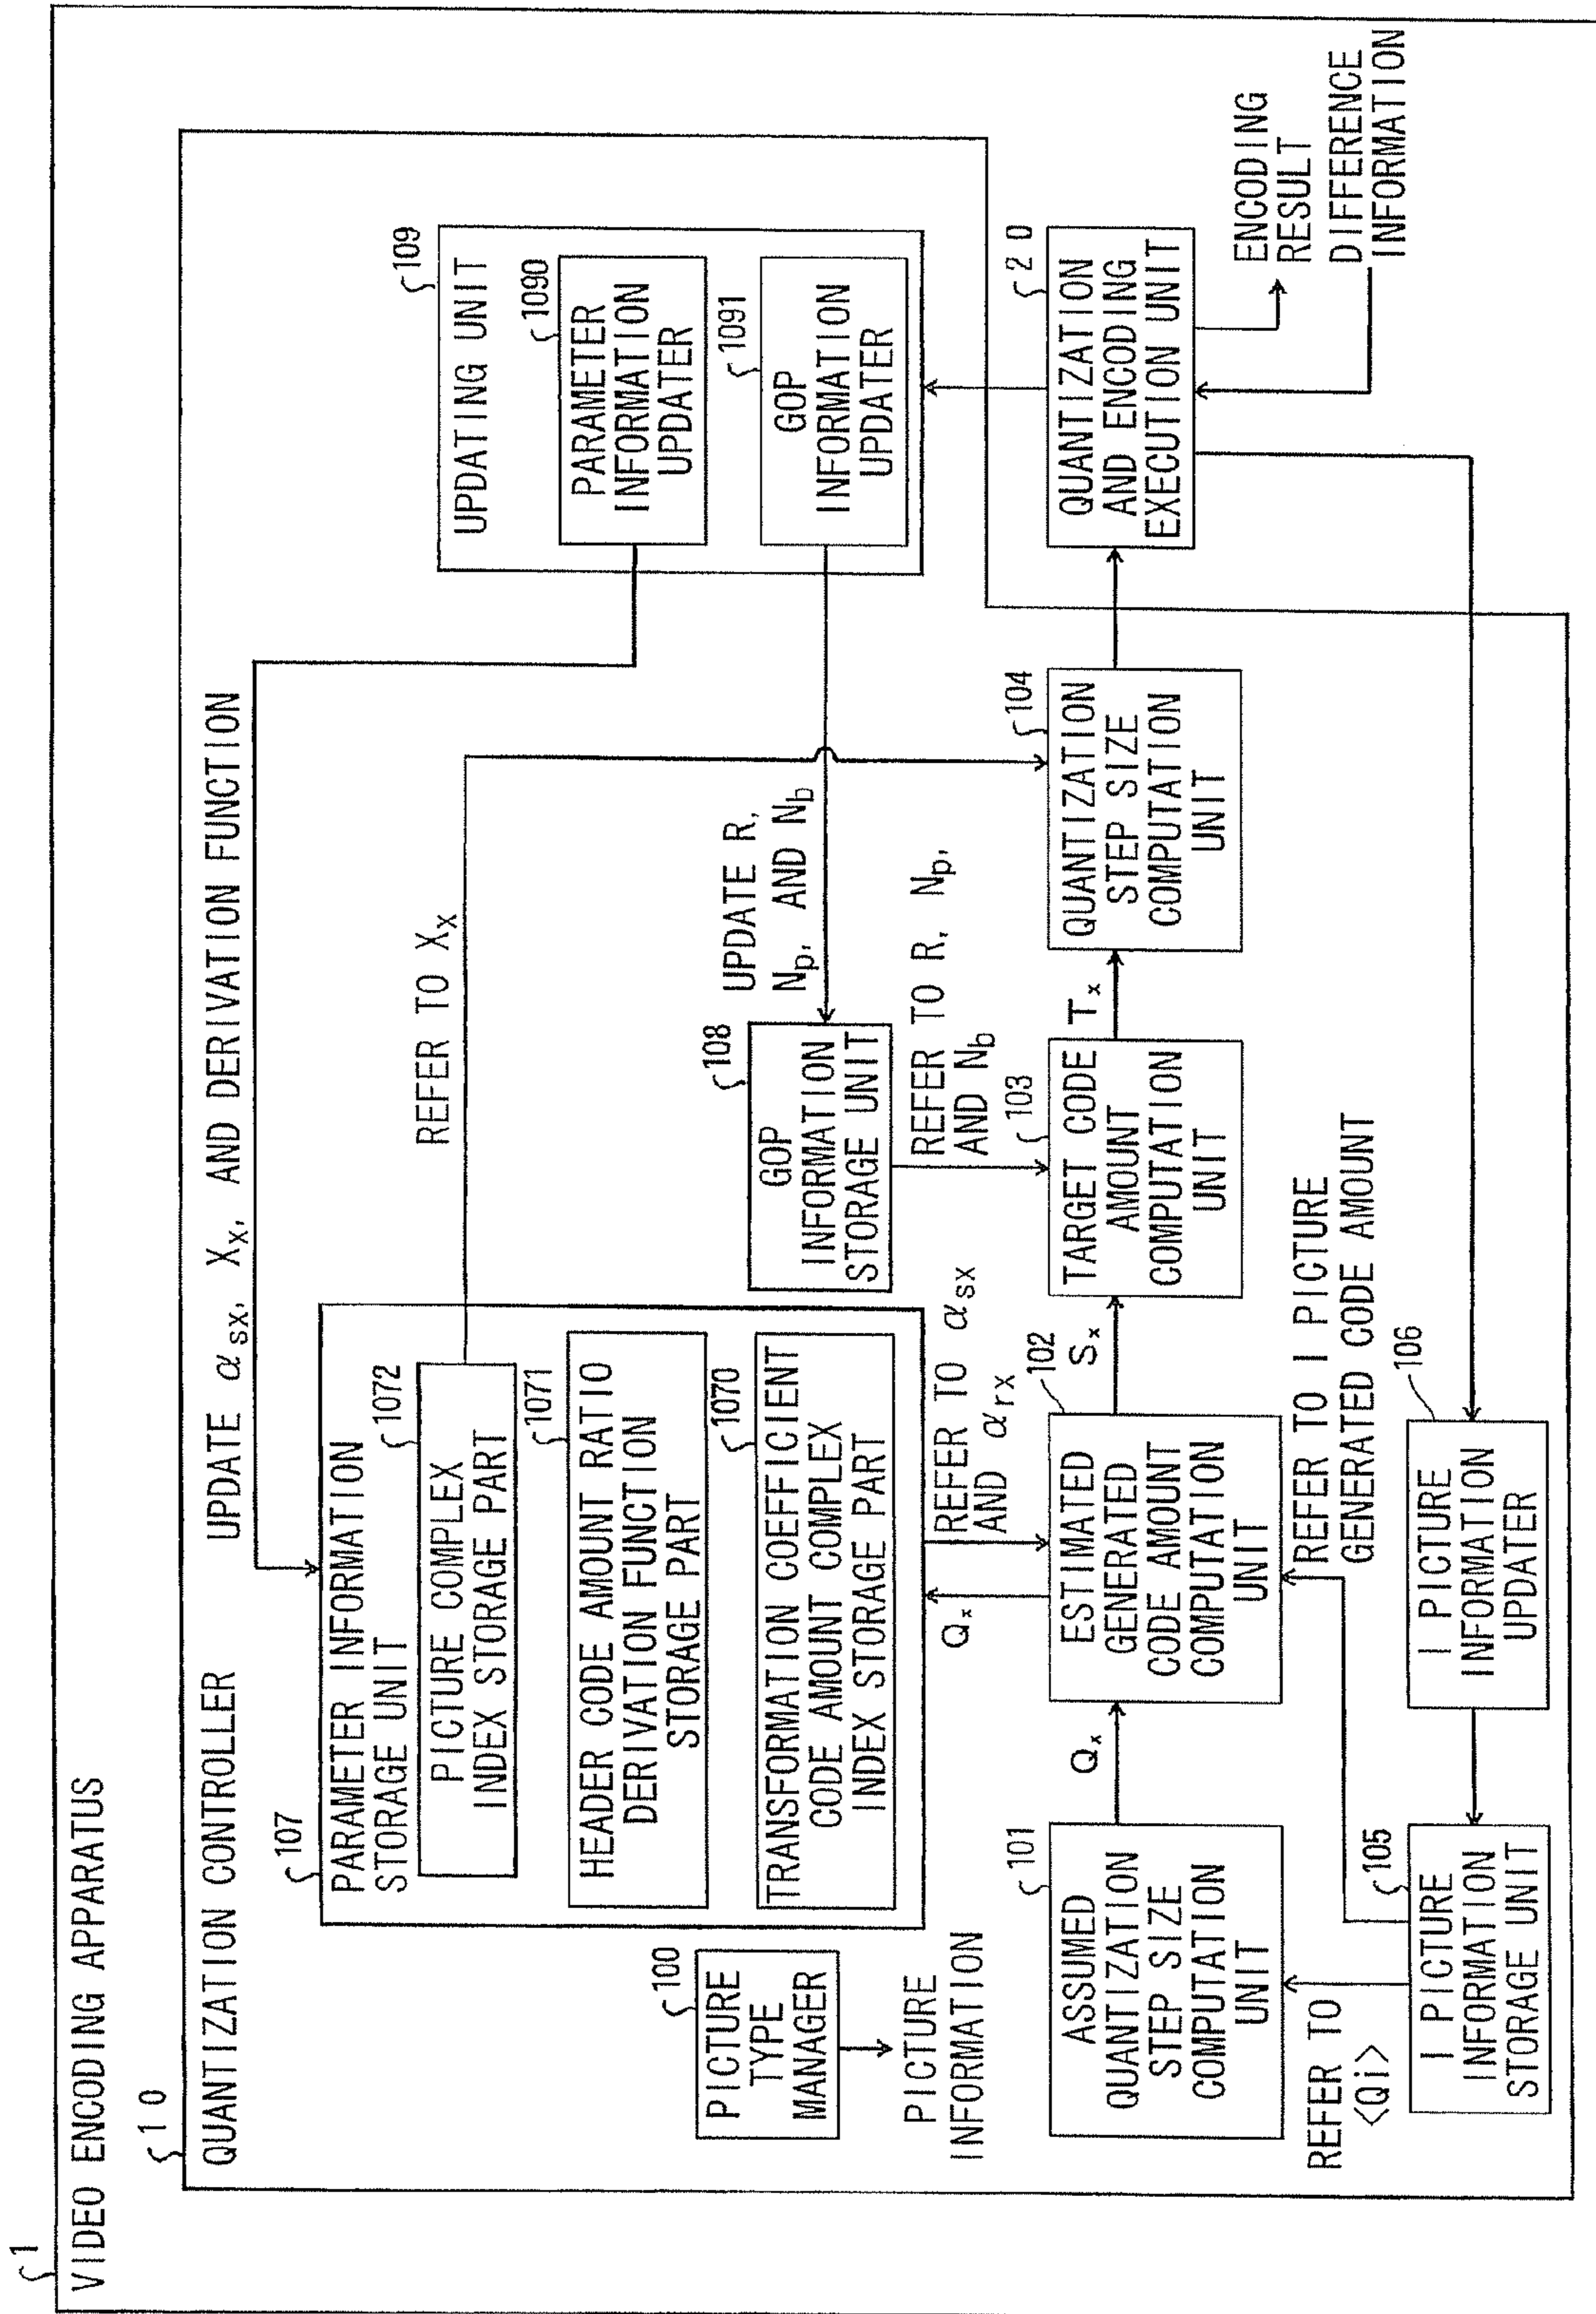 1
VIDEO ENCODING APPARATUS
10
QUANTIZATION CONTROLLER
UPDATE αsx, Xx, AND DERIVATION FUNCTION
107
PARAMETER INFORMATION
STORAGE UNIT
1072
PICTURE COMPLEX
INDEX STORAGE PART
1071
HEADER CODE AMOUNT RATIO
DERIVATION FUNCTION
STORAGE PART
1070
TRANSFORMATION COEFFICIENT
CODE AMOUNT COMPLEX
INDEX STORAGE PART
REFER TO Xx
109
UPDATING UNIT
1090
PARAMETER
INFORMATION
UPDATER
1091
GOP
INFORMATION
UPDATER
100
PICTURE
TYPE
MANAGER
PICTURE
INFORMATION
UPDATE R,
Np, AND Nb
108
GOP
INFORMATION
STORAGE UNIT
REFER TO R, Np,
AND Nb
Qx
REFER TO αsx
AND αrx
101
ASSUMED
QUANTIZATION
STEP SIZE
COMPUTATION
UNIT
Qx
102
ESTIMATED
GENERATED
CODE AMOUNT
COMPUTATION
UNIT
Sx
103
TARGET CODE
AMOUNT
COMPUTATION
UNIT
Tx
104
QUANTIZATION
STEP SIZE
COMPUTATION
UNIT
20
QUANTIZATION
AND ENCODING
EXECUTION UNIT
ENCODING
RESULT
DIFFERENCE
INFORMATION
REFER TO
<Qi>
REFER TO I PICTURE
GENERATED CODE AMOUNT
105
I PICTURE
INFORMATION
STORAGE UNIT
106
I PICTURE
INFORMATION
UPDATER